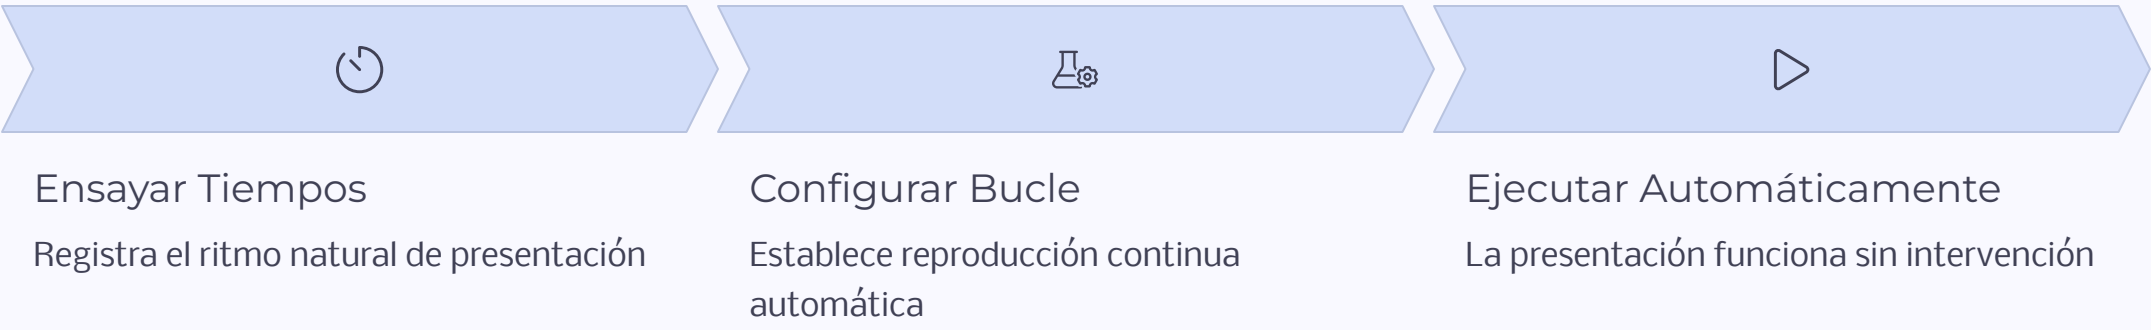 Ensayar Tiempos
Registra el ritmo natural de presentación
Configurar Bucle
Establece reproducción continua
automática
Ejecutar Automáticamente
La presentación funciona sin intervención